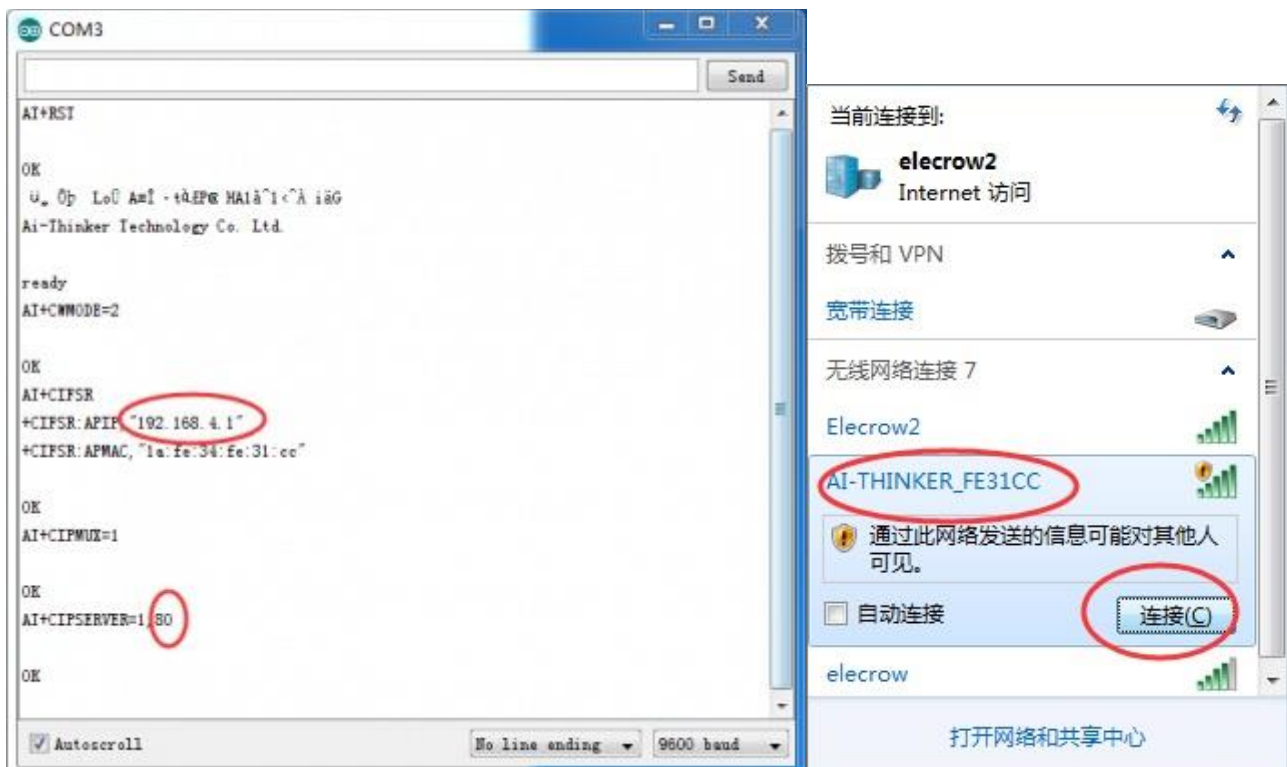 COM3
Send
AT+RST
OK
Ai-Thinker Technology Co. Ltd.
ready
AT+CWMODE=2
OK
AT+CIFSR
+CIFSR:APIP,"192.168.4.1"
+CIFSR:APMAC,"1a:fe:34:fe:31:cc"
OK
AT+CIPMUX=1
OK
AT+CIPSERVER=1,80
OK
Autoscroll
No line ending
9600 baud
当前连接到:
elecrow2
Internet 访问
拨号和 VPN
宽带连接
无线网络连接 7
Elecrow2
AI-THINKER_FE31CC
通过此网络发送的信息可能对其他人
可见。
自动连接
连接(C)
elecrow
打开网络和共享中心